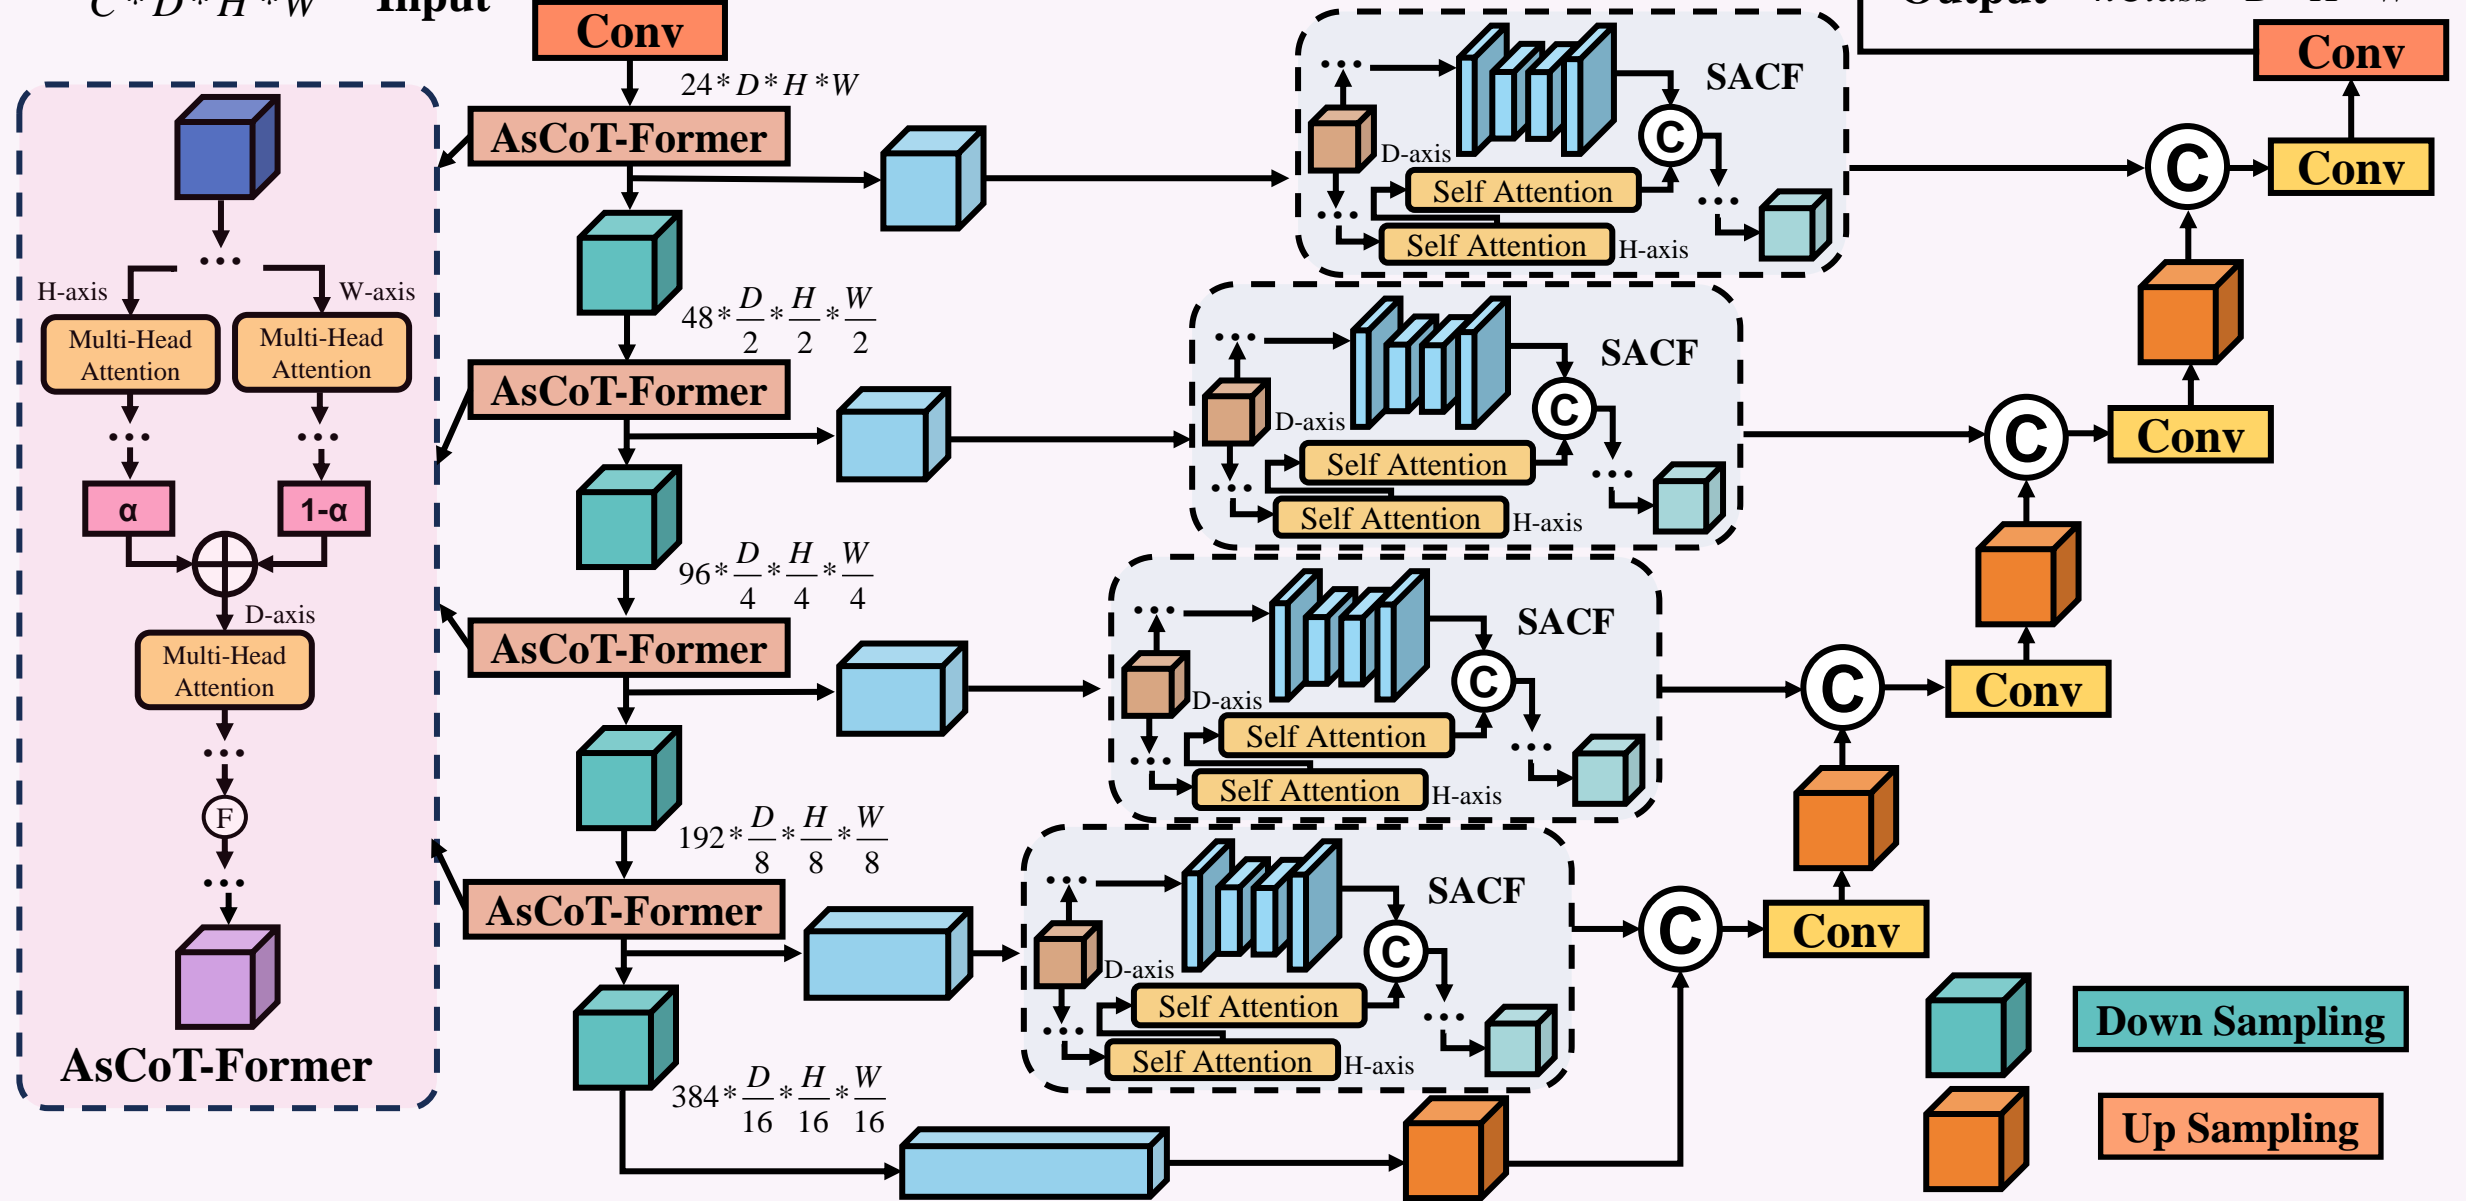 C * D * H * W
Input
Conv
24 * D * H * W
AsCoT-Former
48 * D/2 * H/2 * W/2
AsCoT-Former
96 * D/4 * H/4 * W/4
AsCoT-Former
192 * D/8 * H/8 * W/8
AsCoT-Former
384 * D/16 * H/16 * W/16
H-axis
W-axis
Multi-Head
Attention
Multi-Head
Attention
α
1-α
D-axis
Multi-Head
Attention
F
AsCoT-Former
SACF
C
D-axis
Self Attention
Self Attention
H-axis
SACF
C
D-axis
Self Attention
Self Attention
H-axis
SACF
C
D-axis
Self Attention
Self Attention
H-axis
SACF
C
D-axis
Self Attention
Self Attention
H-axis
Output
Conv
C
Conv
C
Conv
C
Conv
C
Conv
Down Sampling
Up Sampling